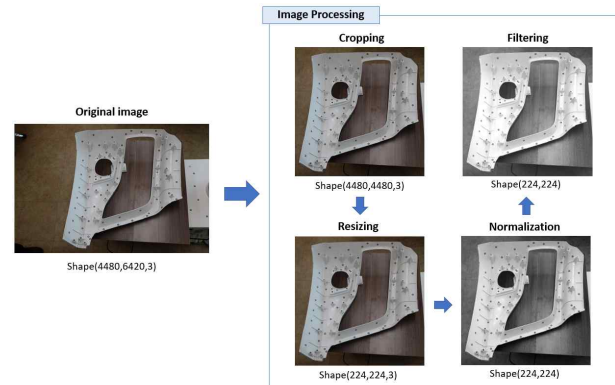 Image Processing
Original image
Shape(4480,6420,3)
Cropping
Shape(4480,4480,3)
Resizing
Shape(224,224,3)
Normalization
Shape(224,224)
Filtering
Shape(224,224)